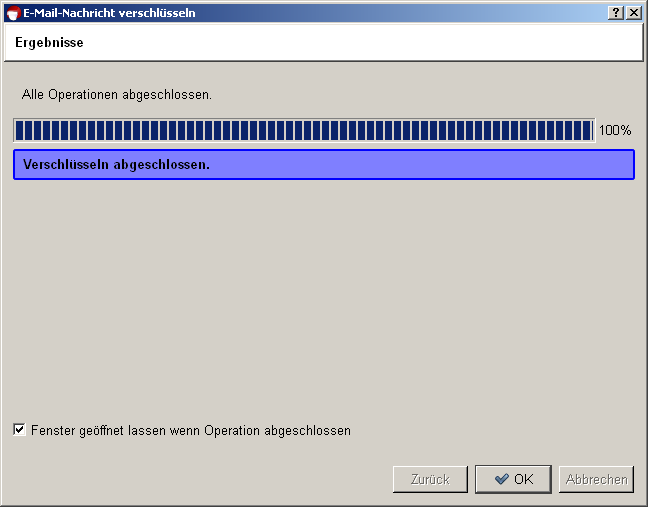 E-Mail-Nachricht verschlüsseln
Ergebnisse
Alle Operationen abgeschlossen.
100%
Verschlüsseln abgeschlossen.
Fenster geöffnet lassen wenn Operation abgeschlossen
Zurück OK Abbrechen